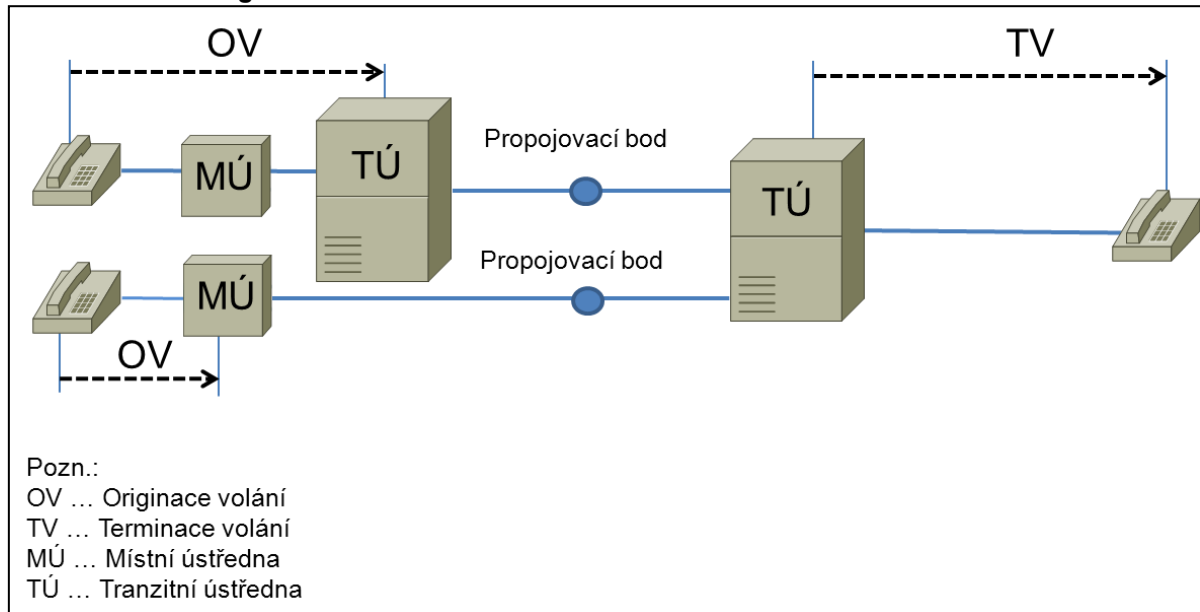 OV
TV
Propojovací bod
MÚ
TÚ
TÚ
Propojovací bod
MÚ
OV
Pozn.:
OV … Originace volání
TV … Terminace volání
MÚ … Místní ústředna
TÚ … Tranzitní ústředna